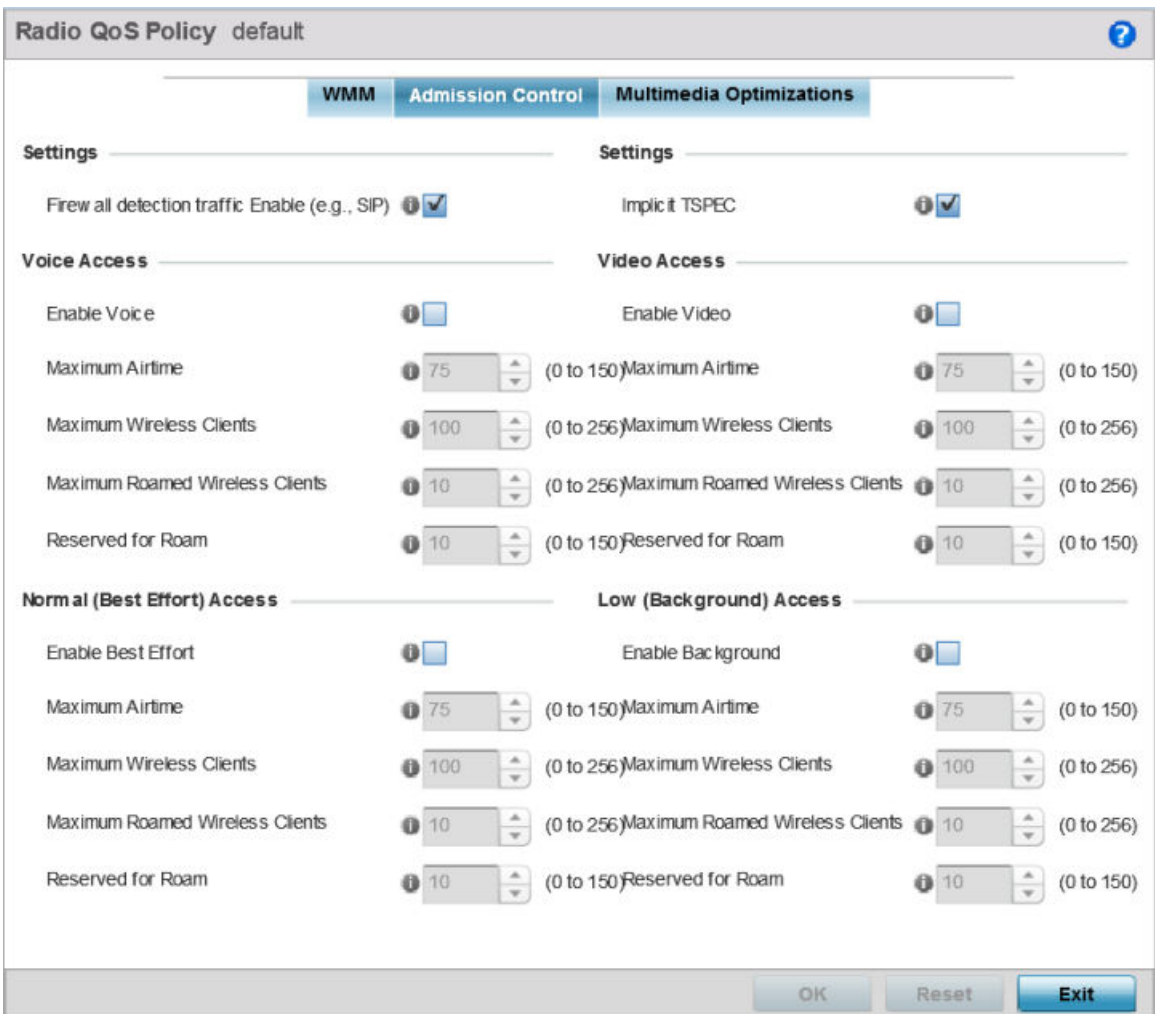 Radio QoS Policy default
WMM Admission Control Multimedia Optimizations
Settings Settings
Firewall detection traffic Enable (e.g., SIP) Implicit TSPEC
Voice Access Video Access
Enable Voice Enable Video
Maximum Airtime 75 (0 to 150) Maximum Airtime 75 (0 to 150)
Maximum Wireless Clients 100 (0 to 256) Maximum Wireless Clients 100 (0 to 256)
Maximum Roamed Wireless Clients 10 (0 to 256) Maximum Roamed Wireless Clients 10 (0 to 256)
Reserved for Roam 10 (0 to 150) Reserved for Roam 10 (0 to 150)
Normal (Best Effort) Access Low (Background) Access
Enable Best Effort Enable Background
Maximum Airtime 75 (0 to 150) Maximum Airtime 75 (0 to 150)
Maximum Wireless Clients 100 (0 to 256) Maximum Wireless Clients 100 (0 to 256)
Maximum Roamed Wireless Clients 10 (0 to 256) Maximum Roamed Wireless Clients 10 (0 to 256)
Reserved for Roam 10 (0 to 150) Reserved for Roam 10 (0 to 150)
OK Reset Exit